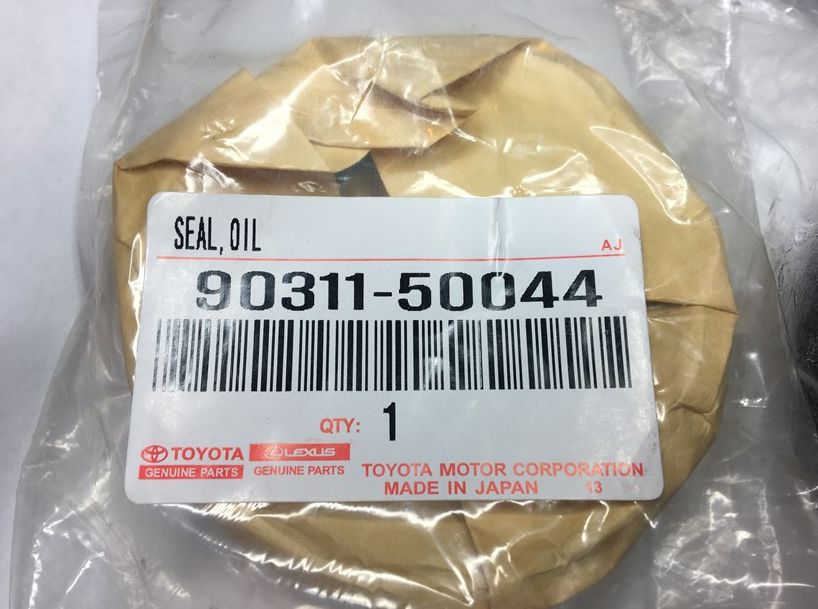 SEAL, OIL
AJ
90311-50044
QTY: 1
TOYOTA LEXUS
GENUINE PARTS GENUINE PARTS
TOYOTA MOTOR CORPORATION
MADE IN JAPAN 13